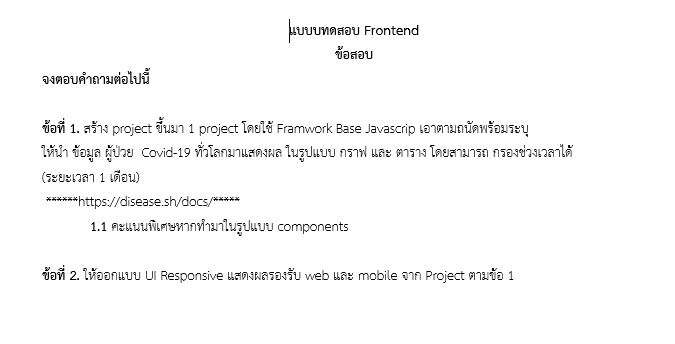 แบบบทดสอบ Frontend
ข้อสอบ
จงตอบคำถามต่อไปนี้
ข้อที่ 1. สร้าง project ขึ้นมา 1 project โดยใช้ Framwork Base Javascrip เอาตามถนัดพร้อมระบุ
ให้นำ ข้อมูล ผู้ป่วย Covid-19 ทั่วโลกมาแสดงผล ในรูปแบบ กราฟ และ ตาราง โดยสามารถ กรองช่วงเวลาได้
(ระยะเวลา 1 เดือน)
******https://disease.sh/docs/*****
1.1 คะแนนพิเศษหากทำมาในรูปแบบ components
ข้อที่ 2. ให้ออกแบบ UI Responsive แสดงผลรองรับ web และ mobile จาก Project ตามข้อ 1